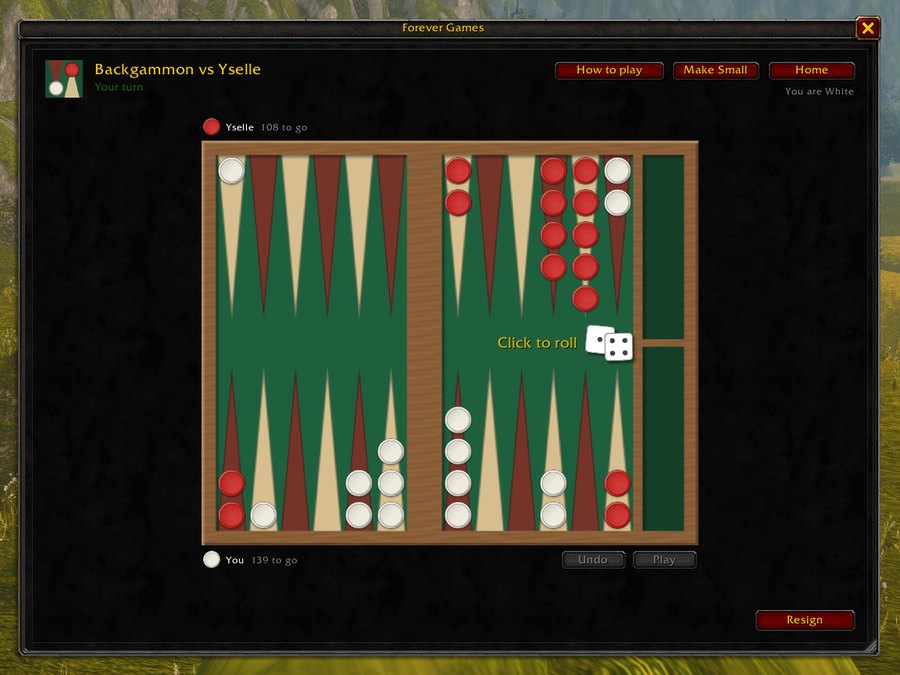 Forever Games
Backgammon vs Yselle
Your turn
How to play
Make Small
Home
You are White
Yselle 108 to go
Click to roll
You 139 to go
Undo
Play
Resign